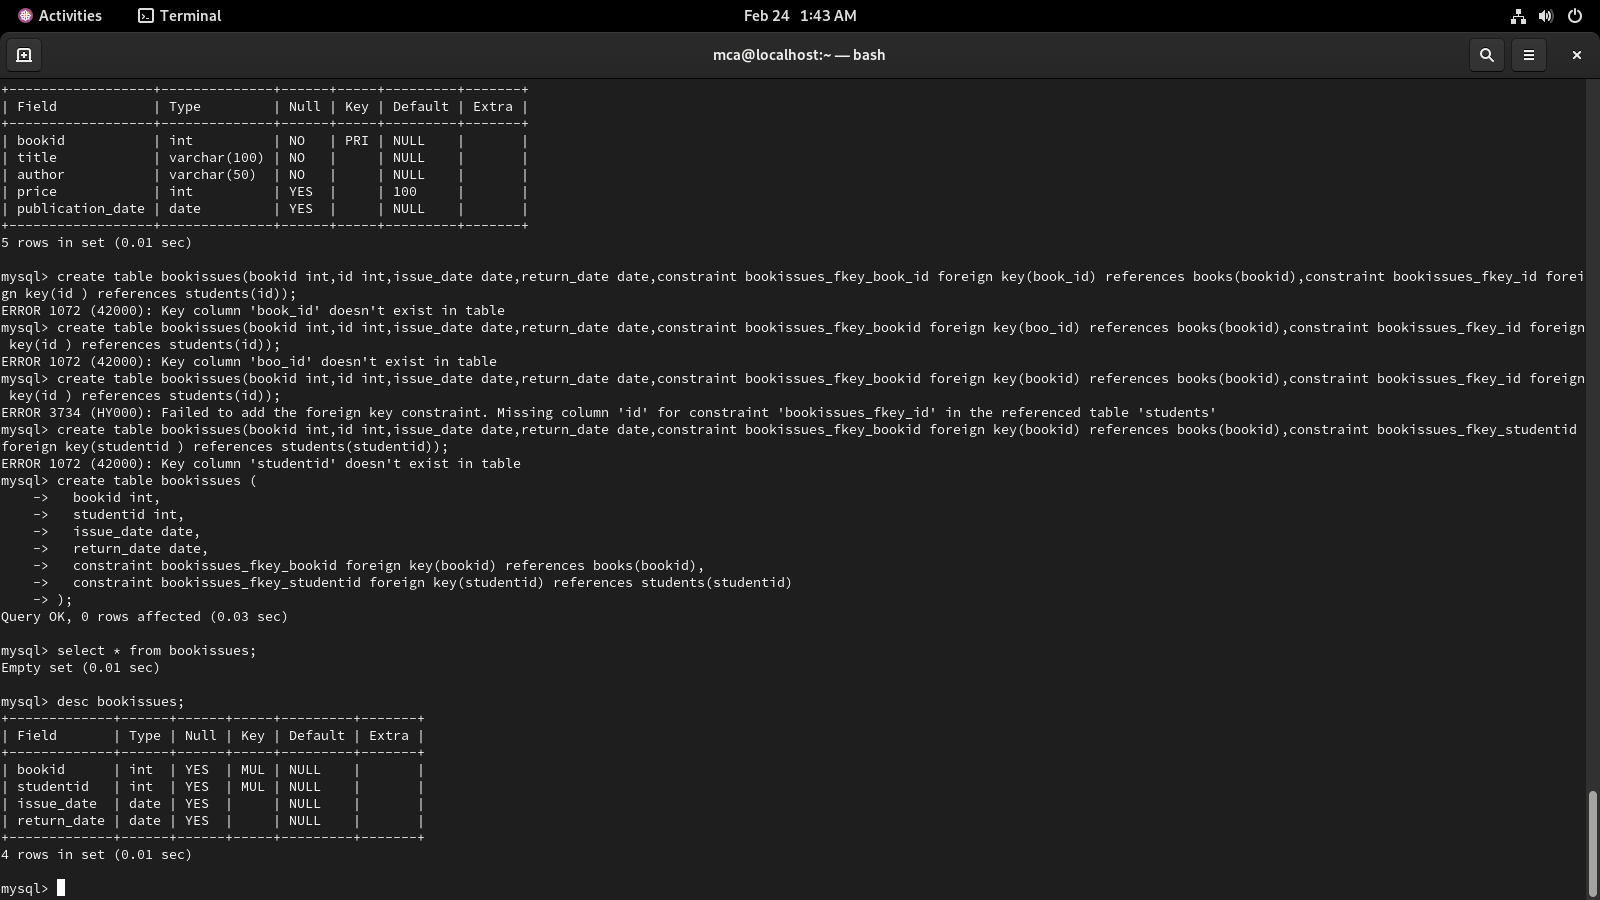 Activities Terminal Feb 24 1:43 AM
mca@localhost:~ — bash
+------------------+--------------+------+-----+---------+-------+
| Field            | Type         | Null | Key | Default | Extra |
+------------------+--------------+------+-----+---------+-------+
| bookid           | int          | NO   | PRI | NULL    |       |
| title            | varchar(100) | NO   |     | NULL    |       |
| author           | varchar(50)  | NO   |     | NULL    |       |
| price            | int          | YES  |     | 100     |       |
| publication_date | date         | YES  |     | NULL    |       |
+------------------+--------------+------+-----+---------+-------+
5 rows in set (0.01 sec)

mysql> create table bookissues(bookid int,id int,issue_date date,return_date date,constraint bookissues_fkey_book_id foreign key(book_id) references books(bookid),constraint bookissues_fkey_id forei
gn key(id ) references students(id));
ERROR 1072 (42000): Key column 'book_id' doesn't exist in table
mysql> create table bookissues(bookid int,id int,issue_date date,return_date date,constraint bookissues_fkey_bookid foreign key(boo_id) references books(bookid),constraint bookissues_fkey_id foreign
 key(id ) references students(id));
ERROR 1072 (42000): Key column 'boo_id' doesn't exist in table
mysql> create table bookissues(bookid int,id int,issue_date date,return_date date,constraint bookissues_fkey_bookid foreign key(bookid) references books(bookid),constraint bookissues_fkey_id foreign
 key(id ) references students(id));
ERROR 3734 (HY000): Failed to add the foreign key constraint. Missing column 'id' for constraint 'bookissues_fkey_id' in the referenced table 'students'
mysql> create table bookissues(bookid int,id int,issue_date date,return_date date,constraint bookissues_fkey_bookid foreign key(bookid) references books(bookid),constraint bookissues_fkey_studentid
foreign key(studentid ) references students(studentid));
ERROR 1072 (42000): Key column 'studentid' doesn't exist in table
mysql> create table bookissues (
    ->   bookid int,
    ->   studentid int,
    ->   issue_date date,
    ->   return_date date,
    ->   constraint bookissues_fkey_bookid foreign key(bookid) references books(bookid),
    ->   constraint bookissues_fkey_studentid foreign key(studentid) references students(studentid)
    -> );
Query OK, 0 rows affected (0.03 sec)

mysql> select * from bookissues;
Empty set (0.01 sec)

mysql> desc bookissues;
+-------------+------+------+-----+---------+-------+
| Field       | Type | Null | Key | Default | Extra |
+-------------+------+------+-----+---------+-------+
| bookid      | int  | YES  | MUL | NULL    |       |
| studentid   | int  | YES  | MUL | NULL    |       |
| issue_date  | date | YES  |     | NULL    |       |
| return_date | date | YES  |     | NULL    |       |
+-------------+------+------+-----+---------+-------+
4 rows in set (0.01 sec)

mysql>